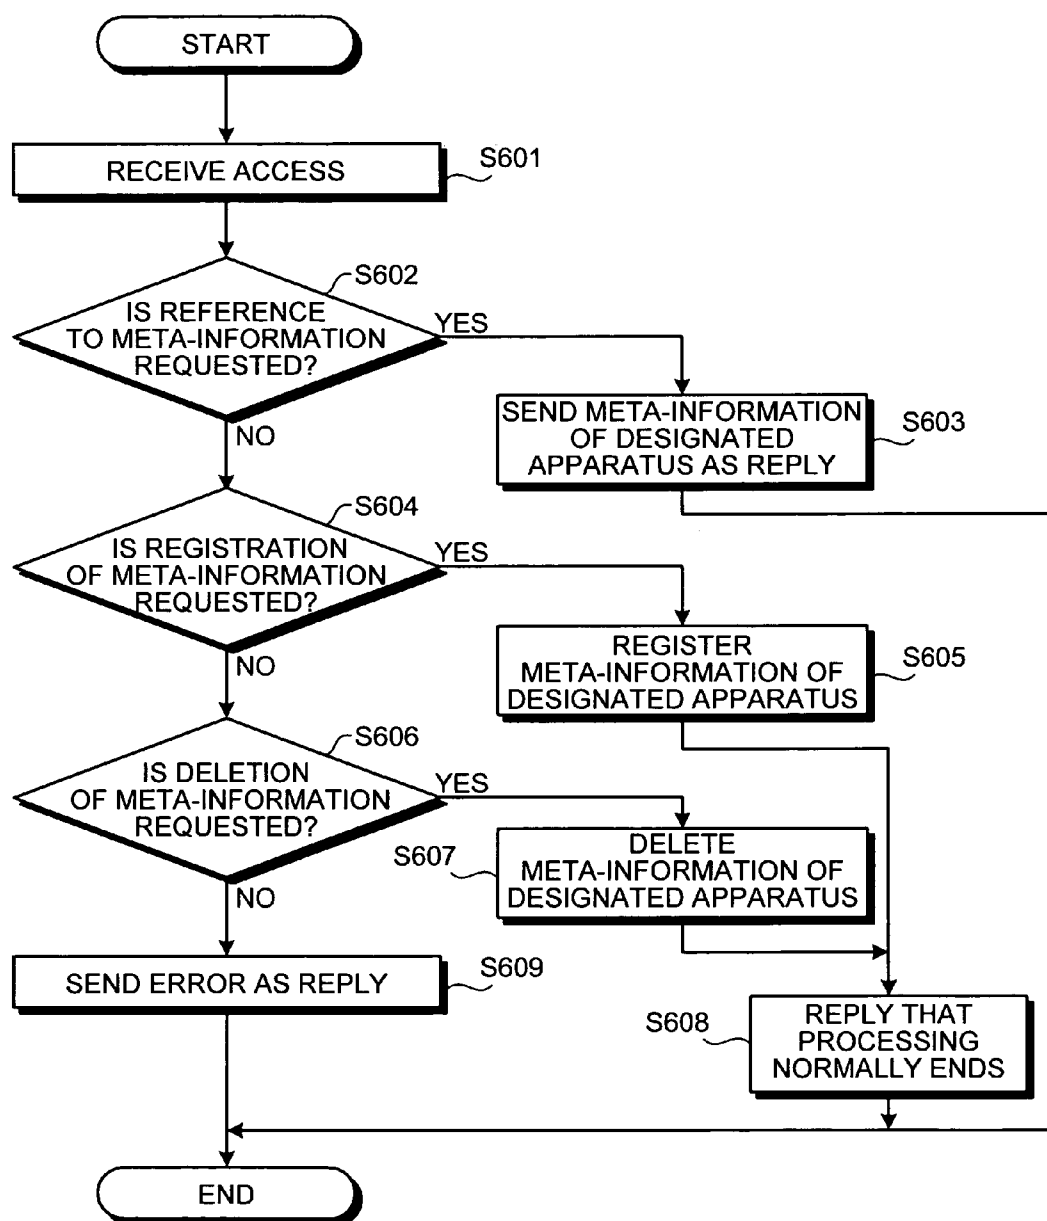 START
RECEIVE ACCESS
S601
S602
IS REFERENCE
TO META-INFORMATION
REQUESTED?
YES
NO
SEND META-INFORMATION
OF DESIGNATED
APPARATUS AS REPLY
S603
S604
IS REGISTRATION
OF META-INFORMATION
REQUESTED?
YES
NO
REGISTER
META-INFORMATION OF
DESIGNATED APPARATUS
S605
S606
IS DELETION
OF META-INFORMATION
REQUESTED?
YES
NO
S607
DELETE
META-INFORMATION OF
DESIGNATED APPARATUS
SEND ERROR AS REPLY
S609
S608
REPLY THAT
PROCESSING
NORMALLY ENDS
END